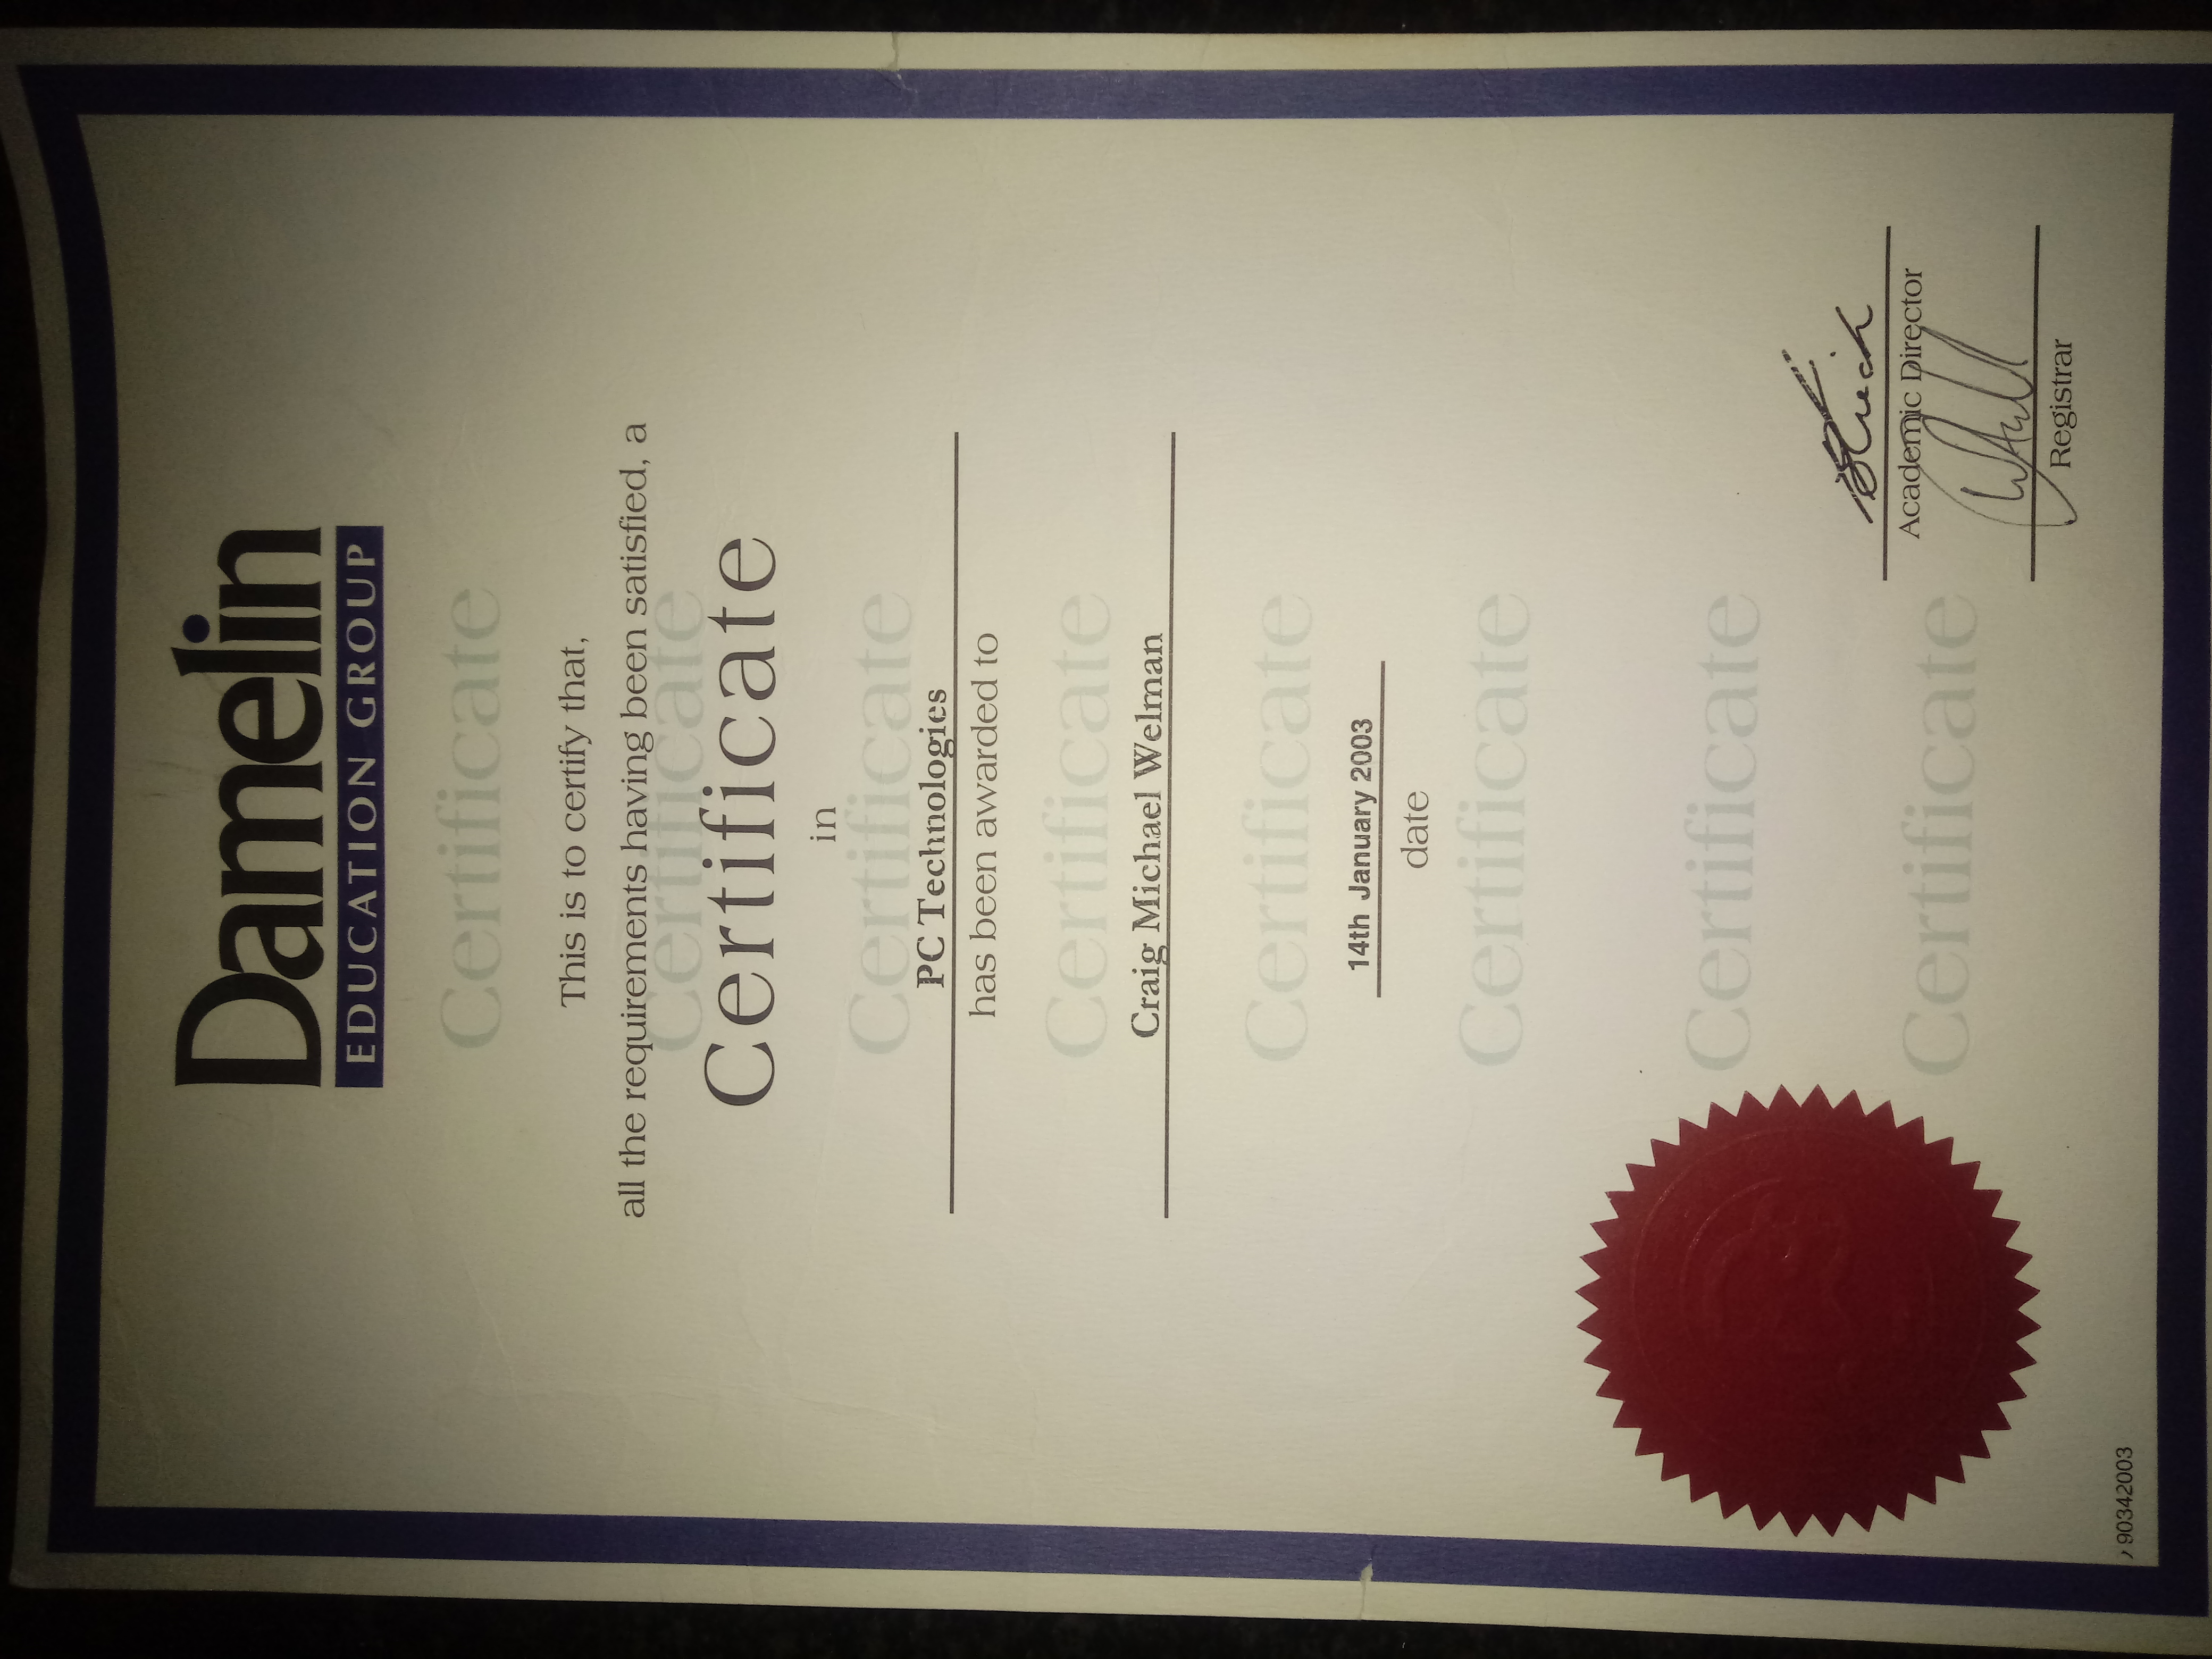 Damelin
EDUCATION GROUP
Certificate
This is to certify that,
all the requirements having been satisfied, a
Certificate
Certificate
in
Certificate
PC Technologies
has been awarded to
Certificate
Craig Michael Welman
Certificate
14th January 2003
date
Certificate
Certificate
Academic Director
Certificate
Registrar
90342003